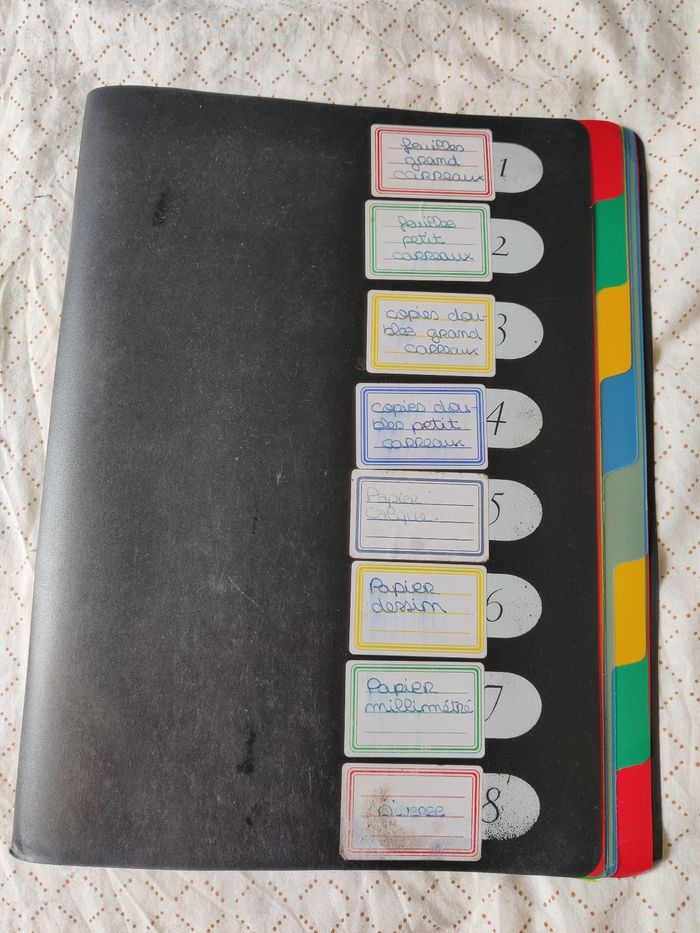 feuilles
grand
carreaux
1
feuilles
petit
carreaux
2
copies dou-
bles grand
carreaux
3
copies dou-
bles petit
carreaux
4
Papier
calque.
5
Papier
dessin
6
Papier
millimétré
7
8